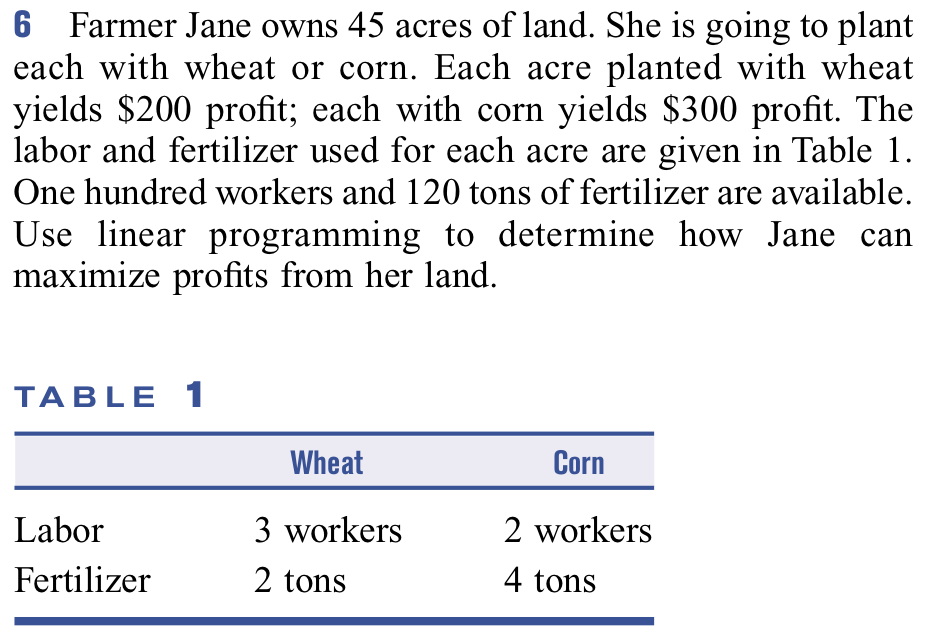 6 Farmer Jane owns 45 acres of land. She is going to plant
each with wheat or corn. Each acre planted with wheat
yields $200 profit; each with corn yields $300 profit. The
labor and fertilizer used for each acre are given in Table 1.
One hundred workers and 120 tons of fertilizer are available.
Use linear programming to determine how Jane can
maximize profits from her land.
TABLE 1
Wheat Corn
Labor 3 workers 2 workers
Fertilizer 2 tons 4 tons